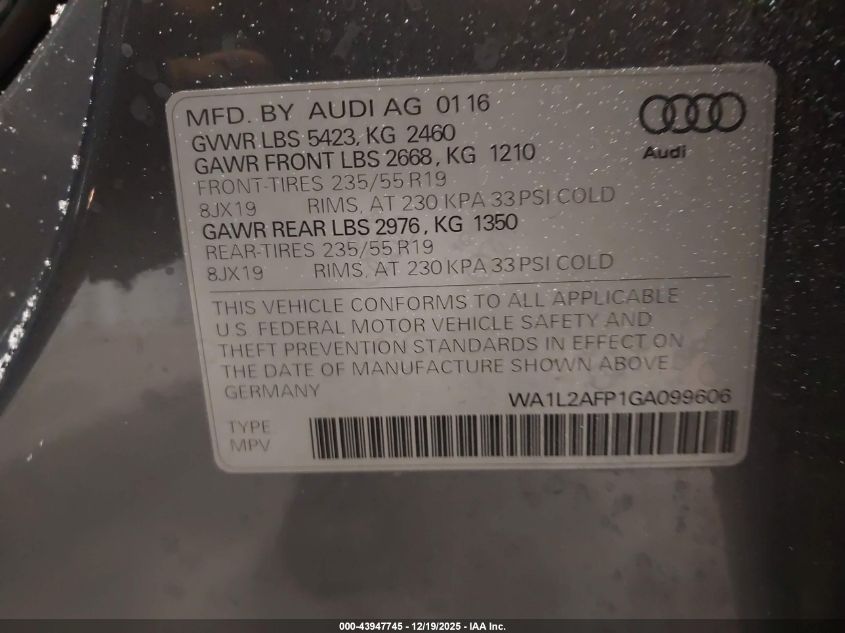 MFD. BY AUDI AG 01 16
GVWR LBS 5423, KG 2460
GAWR FRONT LBS 2668, KG 1210
FRONT-TIRES 235/55 R19
8JX19 RIMS, AT 230 KPA 33 PSI COLD
GAWR REAR LBS 2976, KG 1350
REAR-TIRES 235/55 R19
8JX19 RIMS, AT 230 KPA 33 PSI COLD
Audi
THIS VEHICLE CONFORMS TO ALL APPLICABLE
U.S. FEDERAL MOTOR VEHICLE SAFETY AND
THEFT PREVENTION STANDARDS IN EFFECT ON
THE DATE OF MANUFACTURE SHOWN ABOVE.
GERMANY
WA1L2AFP1GA099606
TYPE
MPV
000-43947745 - 12/19/2025 - IAA Inc.